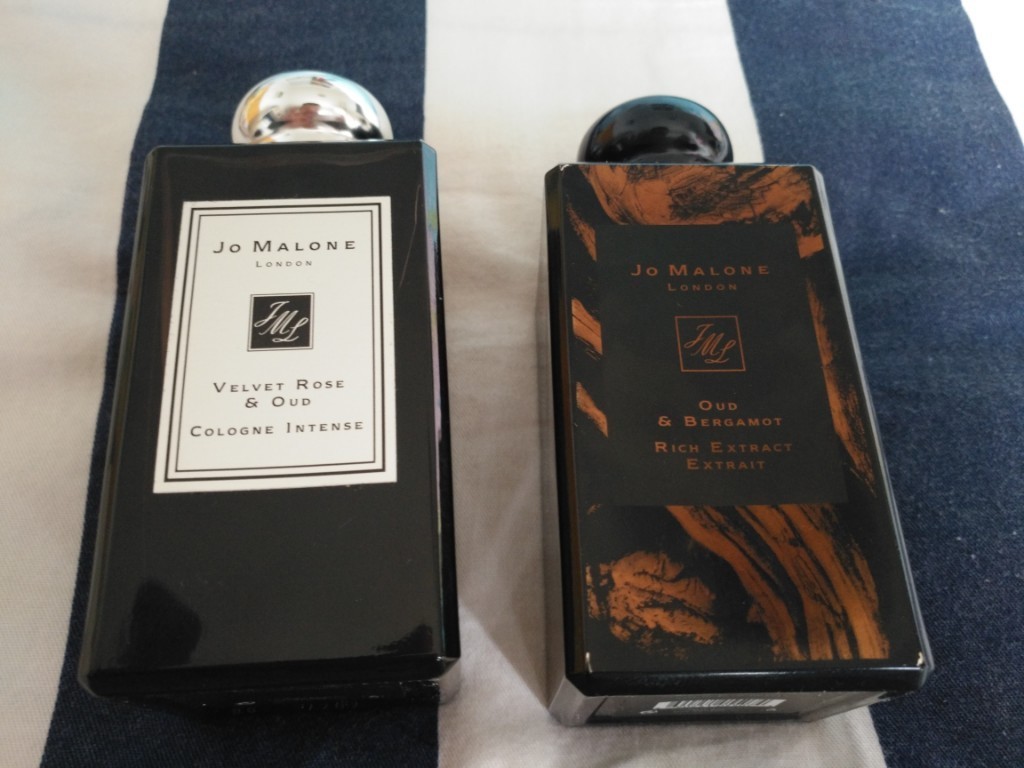 Jo Malone
London
JML
Velvet Rose
& Oud
Cologne Intense
Jo Malone
London
JML
Oud
& Bergamot
Rich Extract
Extrait